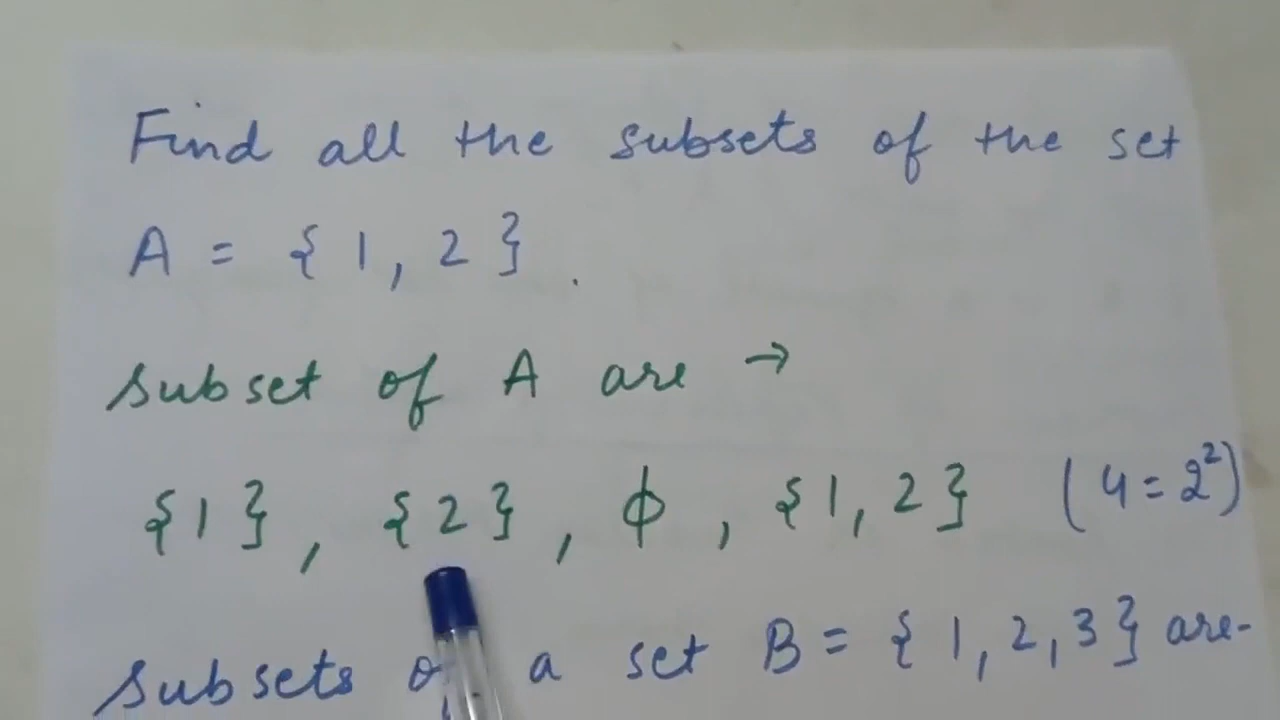 Find all the subsets of the set
A = { 1, 2 } .
Subset of A are →
{1} , {2} , ϕ , {1, 2} (4 = 2²)
Subsets of a set B = { 1, 2, 3 } are-